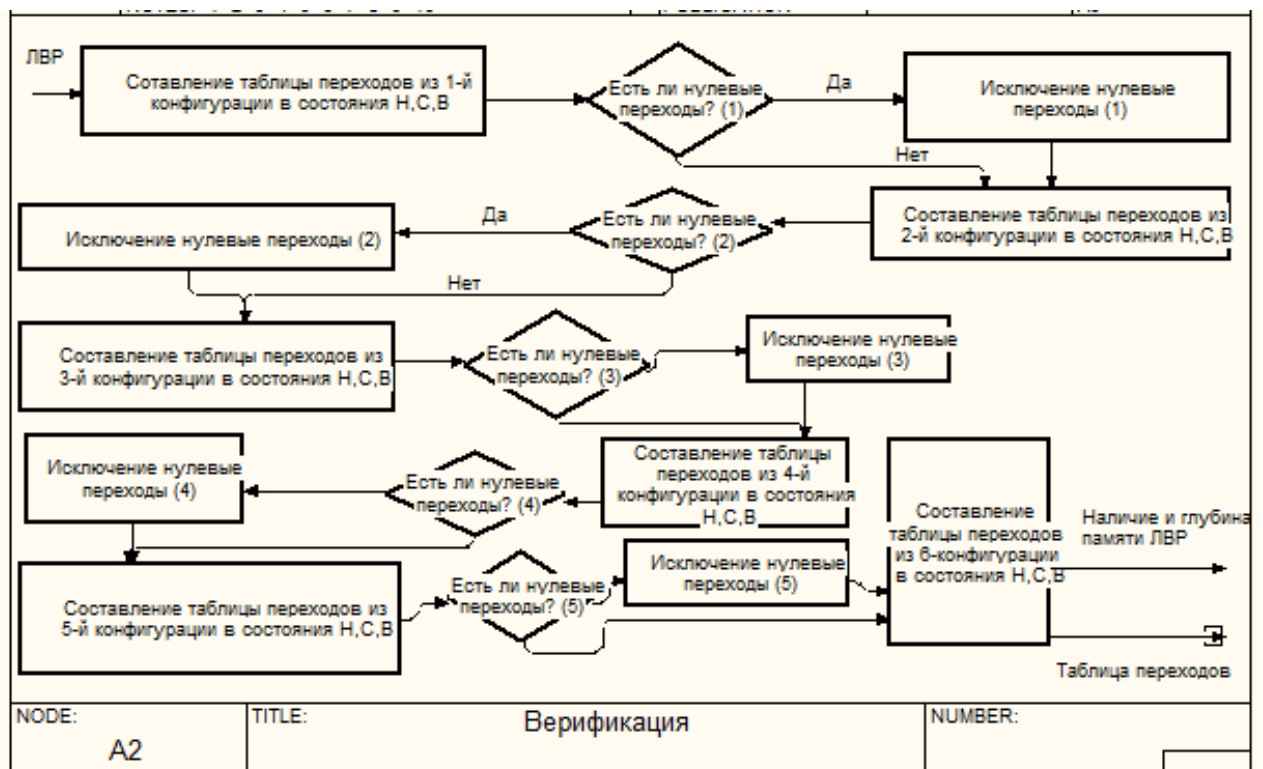 ЛВР
Сотавление таблицы переходов из 1-й
конфигурации в состояния Н,С,В
Есть ли нулевые
переходы? (1)
Да
Исключение нулевые
переходы (1)
Нет
Исключение нулевые переходы (2)
Да
Есть ли нулевые
переходы? (2)
Составление таблицы переходов из
2-й конфигурации в состояния Н,С,В
Нет
Составление таблицы переходов из
3-й конфигурации в состояния Н,С,В
Есть ли нулевые
переходы? (3)
Исключение нулевые
переходы (3)
Исключение нулевые
переходы (4)
Есть ли нулевые
переходы? (4)
Составление таблицы
переходов из 4-й
конфигурации в состояния
Н,С,В
Составление
таблицы переходов
из 6-конфигурации
в состояния Н,С,В
Наличие и глубина
памяти ЛВР
Составление таблицы переходов из
5-й конфигурации в состояния Н,С,В
Есть ли нулевые
переходы? (5)
Исключение нулевые
переходы (5)
Таблица переходов
NODE:
A2
TITLE:
Верификация
NUMBER: